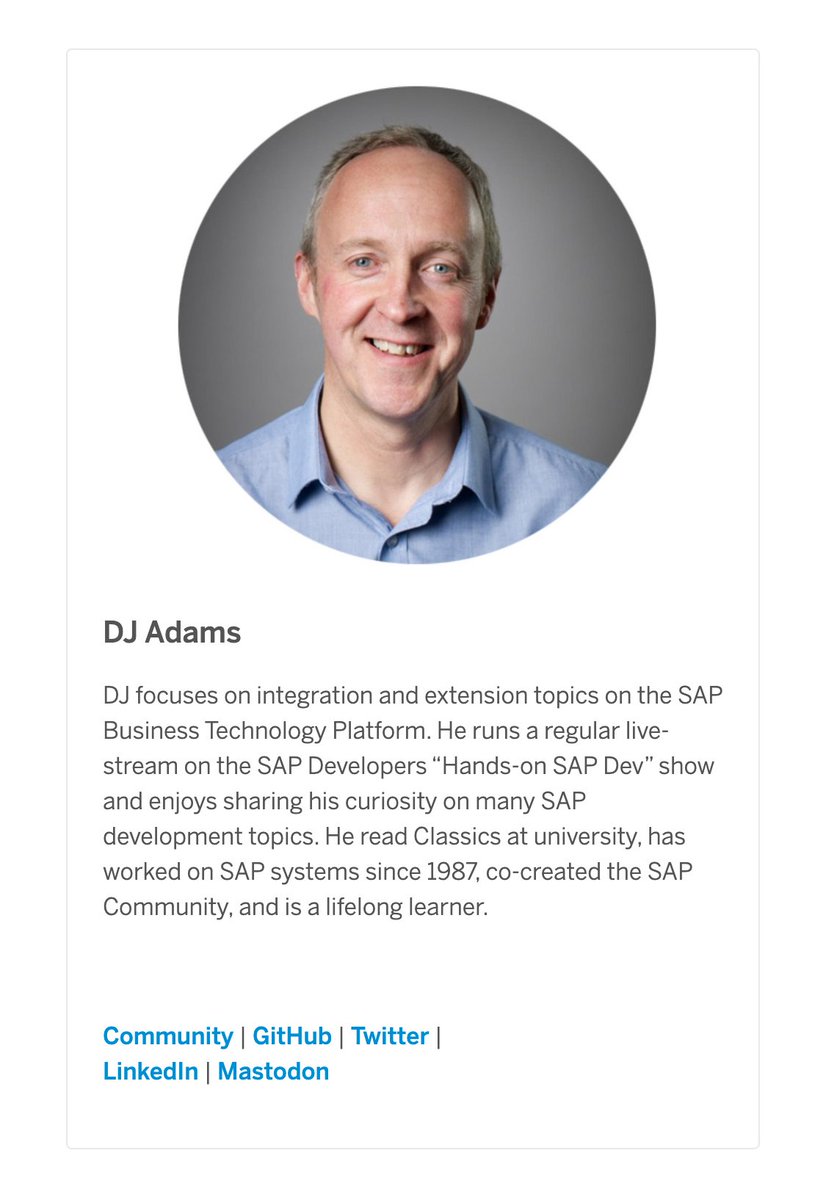 DJ Adams
DJ focuses on integration and extension topics on the SAP
Business Technology Platform. He runs a regular live-
stream on the SAP Developers “Hands-on SAP Dev” show
and enjoys sharing his curiosity on many SAP
development topics. He read Classics at university, has
worked on SAP systems since 1987, co-created the SAP
Community, and is a lifelong learner.
Community | GitHub | Twitter |
LinkedIn | Mastodon